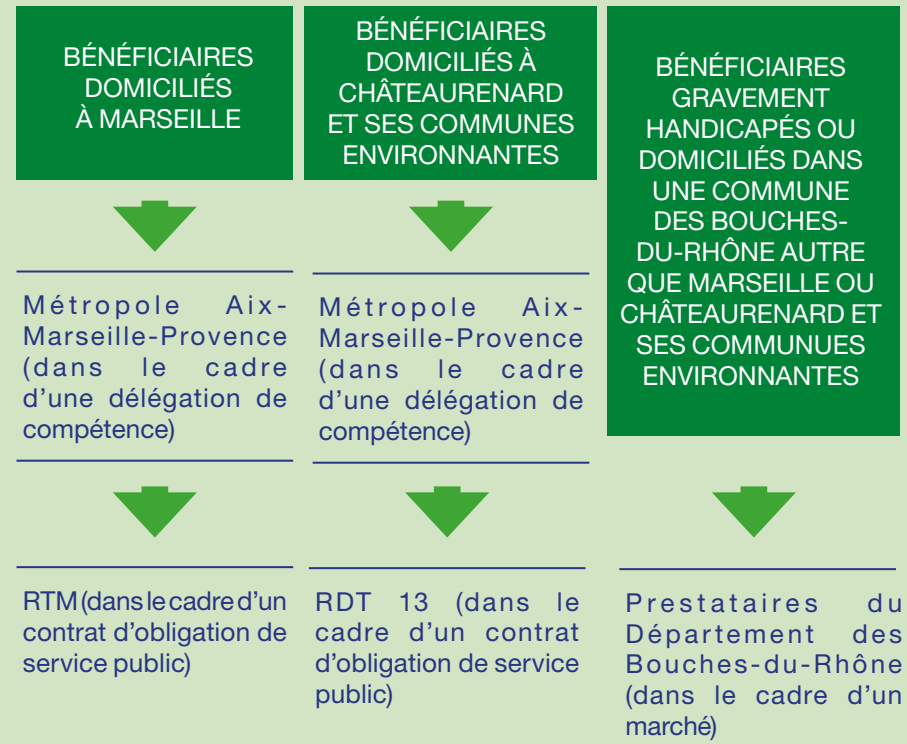 BÉNÉFICIAIRES
DOMICILIÉS
À MARSEILLE
BÉNÉFICIAIRES
DOMICILIÉS À
CHÂTEAURENARD
ET SES COMMUNES
ENVIRONNANTES
BÉNÉFICIAIRES
GRAVEMENT
HANDICAPÉS OU
DOMICILIÉS DANS
UNE COMMUNE
DES BOUCHES-
DU-RHÔNE AUTRE
QUE MARSEILLE OU
CHÂTEAURENARD ET
SES COMMUNUES
ENVIRONNANTES
Métropole Aix-
Marseille-Provence
(dans le cadre
d’une délégation de
compétence)
Métropole Aix-
Marseille-Provence
(dans le cadre
d’une délégation de
compétence)
RTM (dans le cadre d’un
contrat d’obligation de
service public)
RDT 13 (dans le
cadre d’un contrat
d’obligation de service
public)
Prestataires du
Département des
Bouches-du-Rhône
(dans le cadre d’un
marché)